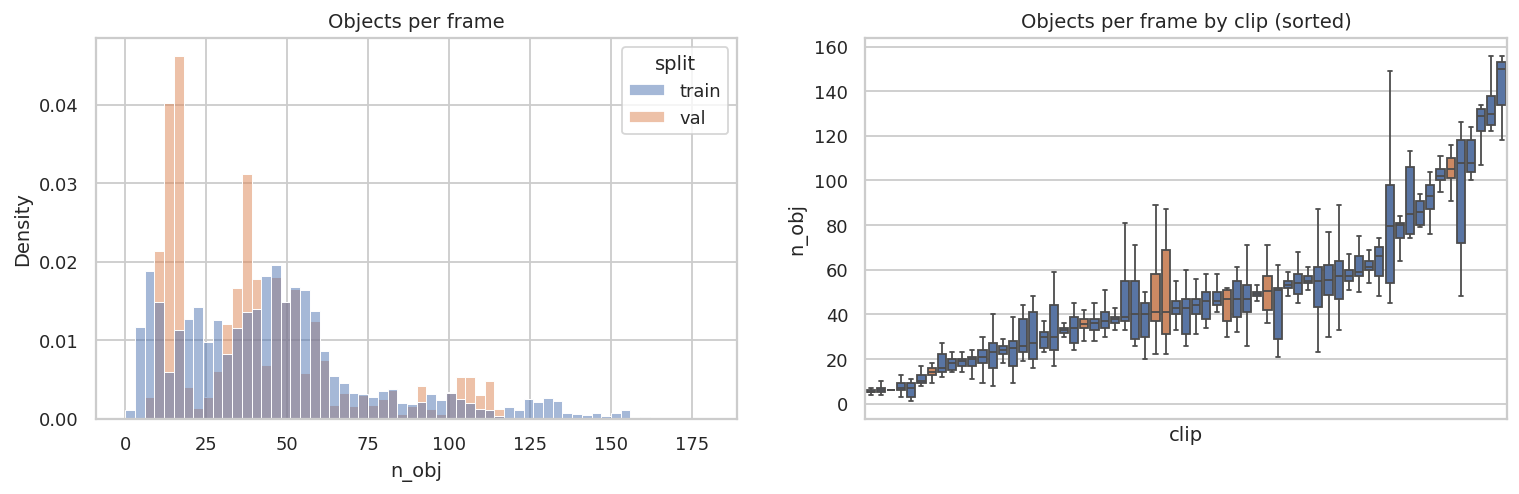 Objects per frame
split
train
val
0.04
0.03
0.02
0.01
0.00
Density
0 25 50 75 100 125 150 175
n_obj
Objects per frame by clip (sorted)
160
140
120
100
80
60
40
20
0
n_obj
clip